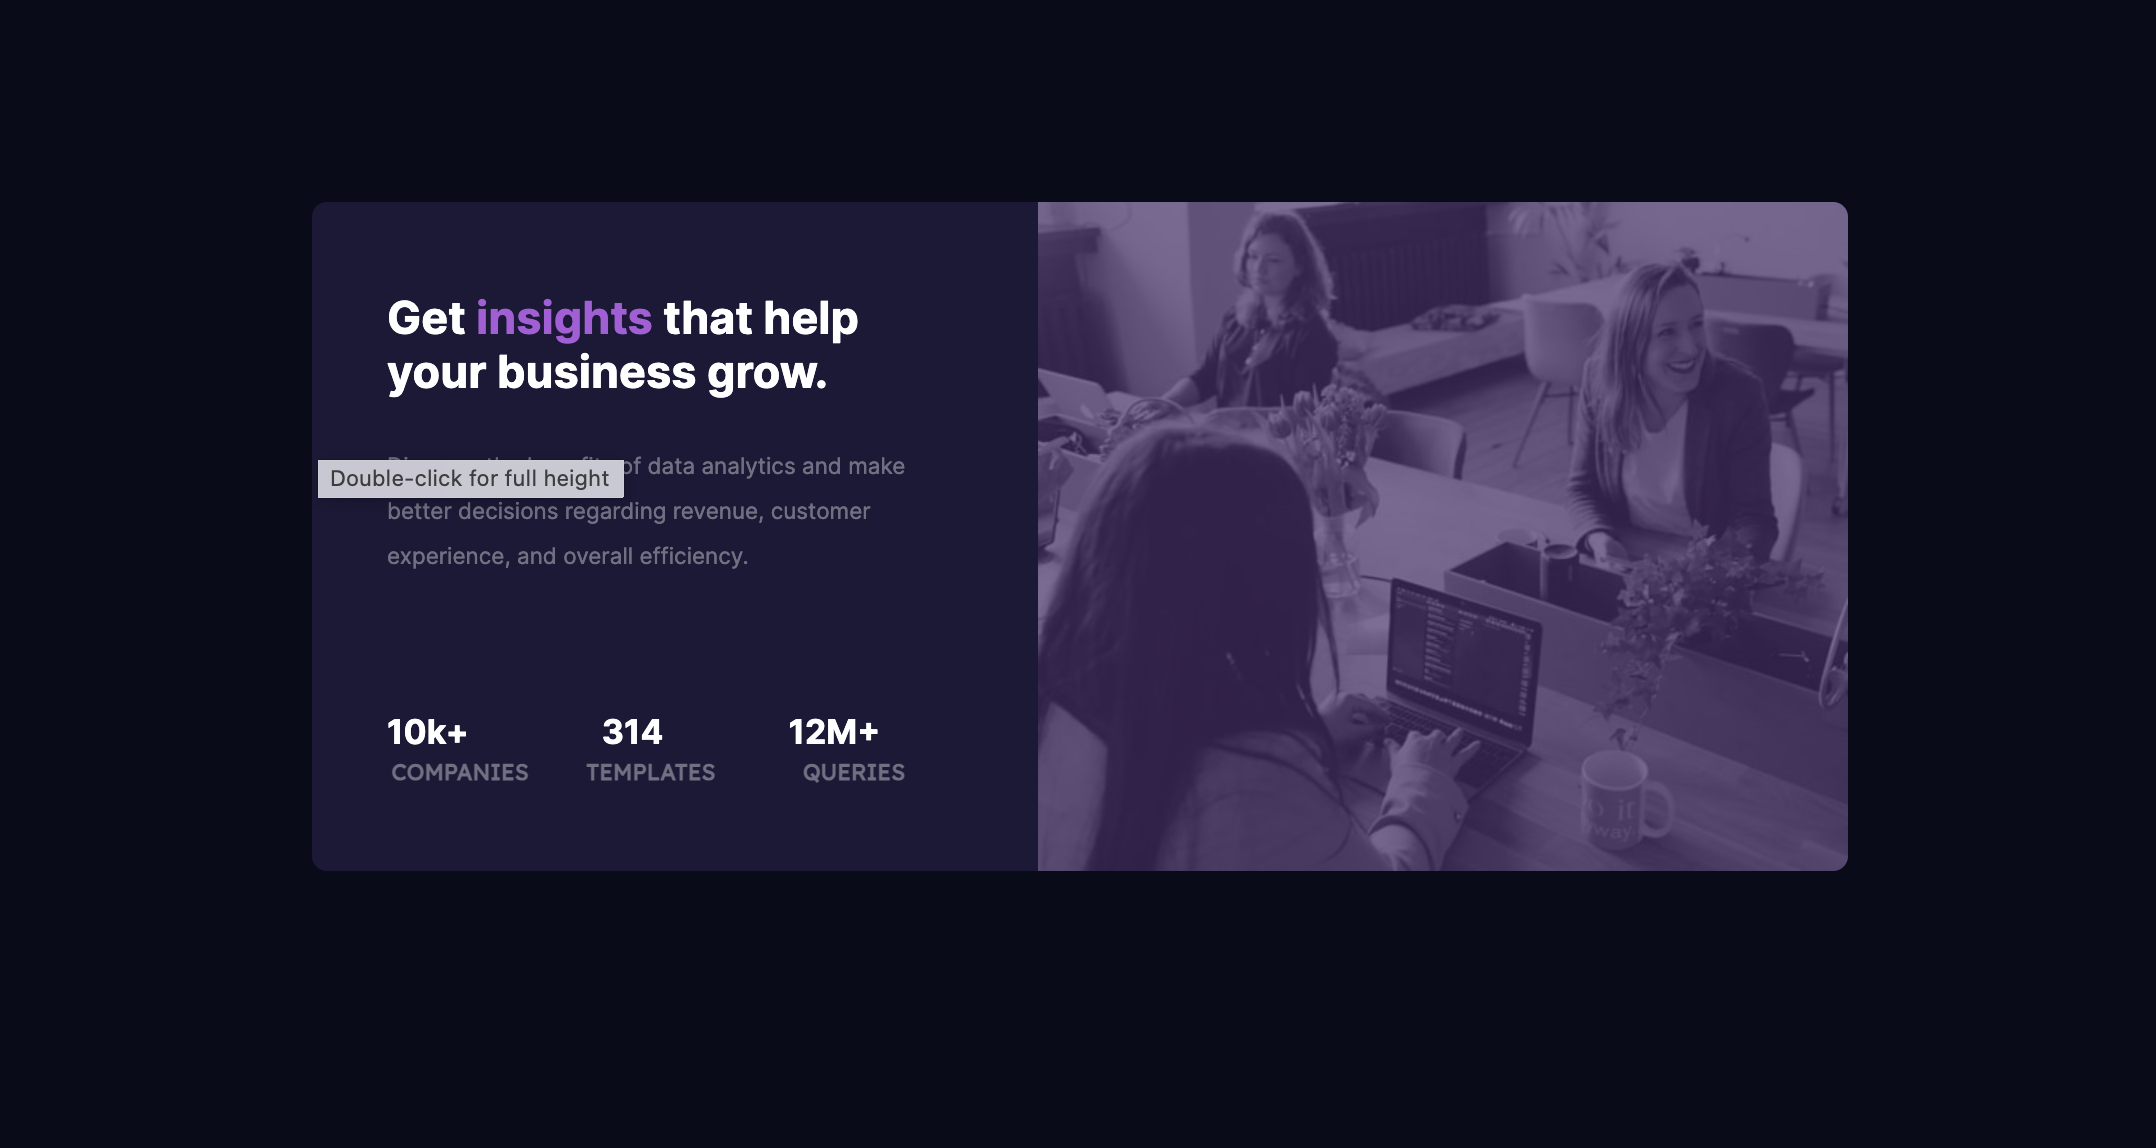 Get insights that help
your business grow.
of data analytics and make
Double-click for full height
better decisions regarding revenue, customer
experience, and overall efficiency.
10k+ 314 12M+
COMPANIES TEMPLATES QUERIES